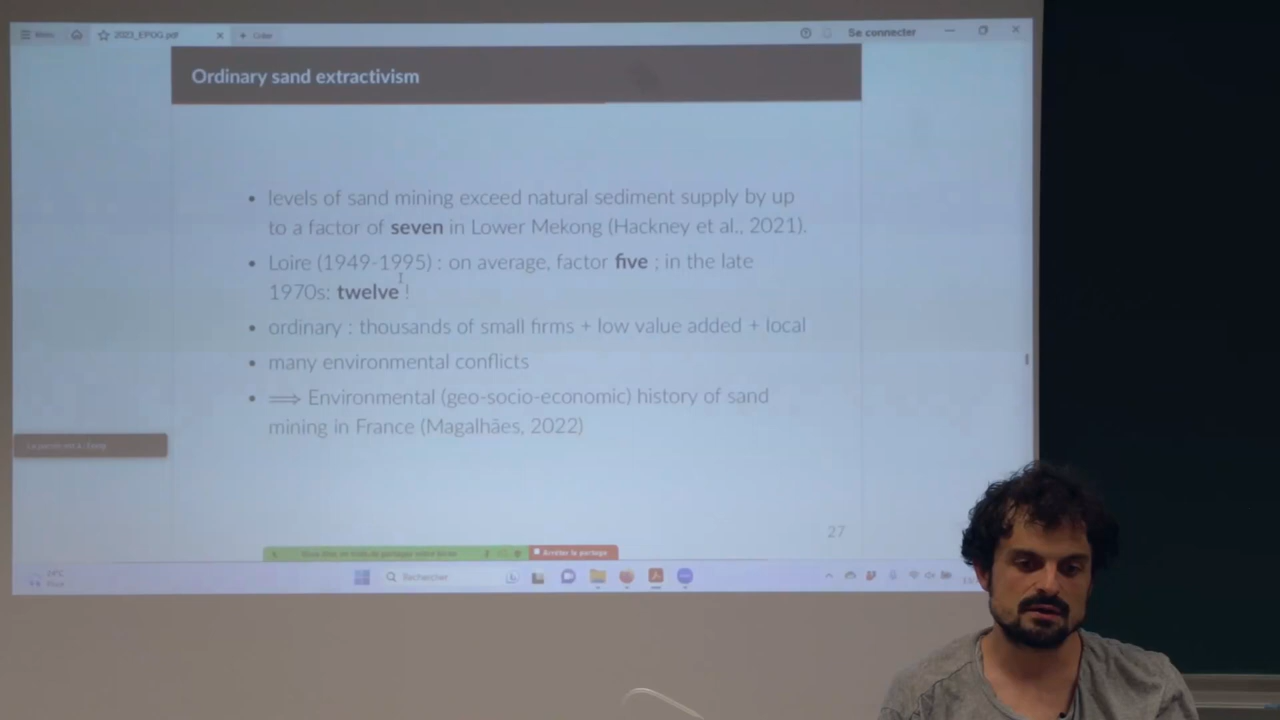 Menu
2023_EPOG.pdf
Créer
Se connecter
Ordinary sand extractivism
• levels of sand mining exceed natural sediment supply by up
to a factor of seven in Lower Mekong (Hackney et al., 2021).
• Loire (1949-1995) : on average, factor five ; in the late
1970s: twelve !
• ordinary : thousands of small firms + low value added + local
• many environmental conflicts
• ⟹ Environmental (geo-socio-economic) history of sand
mining in France (Magalhães, 2022)
27
Arrêter le partage
24°C
Rechercher